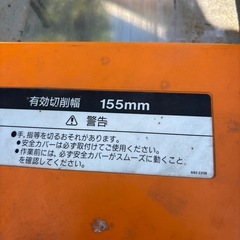 有効切削幅 155mm
⚠ 警告
●手,指等を切るおそれがあります。
●安全カバーは必ず取付けてご使用ください。
●作業前には、必ず安全カバーがスムーズに動くこと
を確認してください。